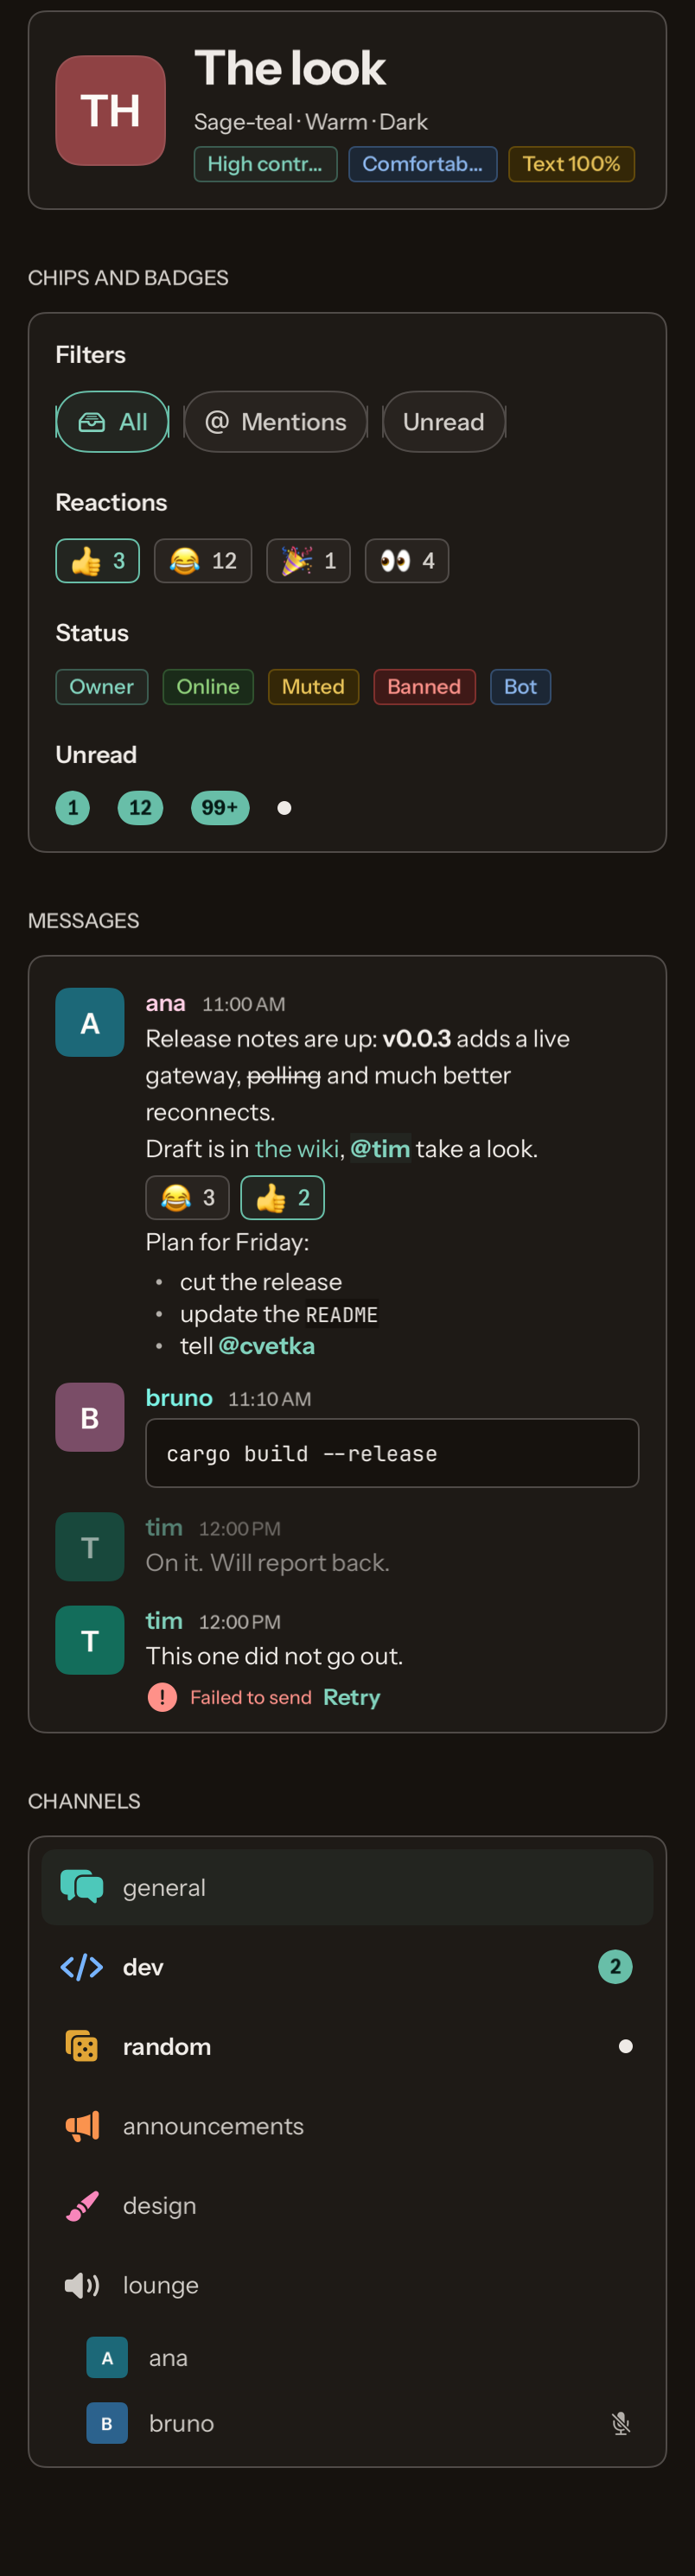 TH
The look
Sage-teal · Warm · Dark
High contr... Comfortab... Text 100%
CHIPS AND BADGES
Filters
All @ Mentions Unread
Reactions
👍 3 😂 12 🎉 1 👀 4
Status
Owner Online Muted Banned Bot
Unread
1 12 99+
MESSAGES
A
ana 11:00 AM
Release notes are up: v0.0.3 adds a live
gateway, polling and much better
reconnects.
Draft is in the wiki, @tim take a look.
😂 3 👍 2
Plan for Friday:
• cut the release
• update the README
• tell @cvetka
B
bruno 11:10 AM
cargo build --release
T
tim 12:00 PM
On it. Will report back.
T
tim 12:00 PM
This one did not go out.
! Failed to send Retry
CHANNELS
general
dev 2
random
announcements
design
lounge
A ana
B bruno